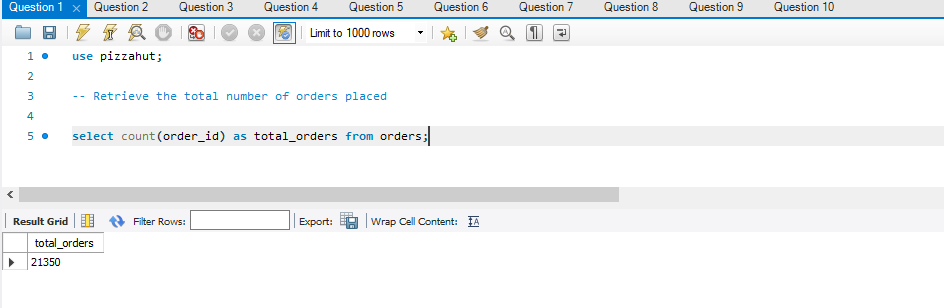 Question 1 Question 2 Question 3 Question 4 Question 5 Question 6 Question 7 Question 8 Question 9 Question 10
Limit to 1000 rows
1 use pizzahut;
2
3 -- Retrieve the total number of orders placed
4
5 select count(order_id) as total_orders from orders;
Result Grid Filter Rows: Export: Wrap Cell Content: IA
total_orders
21350